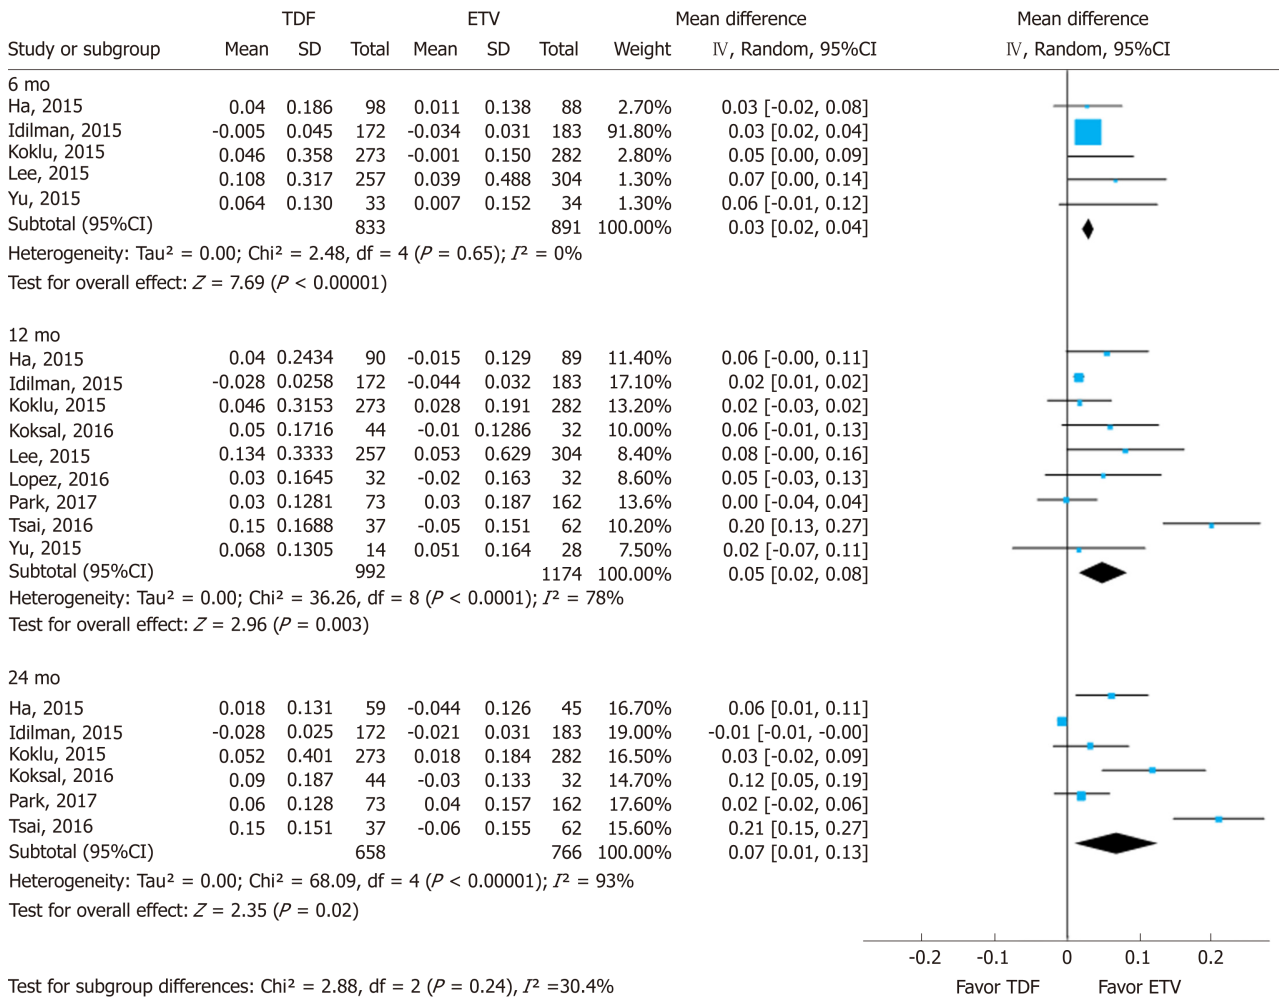 TDF ETV Mean difference Mean difference
Study or subgroup Mean SD Total Mean SD Total Weight Ⅳ, Random, 95%CI Ⅳ, Random, 95%CI
6 mo
Ha, 2015 0.04 0.186 98 0.011 0.138 88 2.70% 0.03 [-0.02, 0.08]
Idilman, 2015 -0.005 0.045 172 -0.034 0.031 183 91.80% 0.03 [0.02, 0.04]
Koklu, 2015 0.046 0.358 273 -0.001 0.150 282 2.80% 0.05 [0.00, 0.09]
Lee, 2015 0.108 0.317 257 0.039 0.488 304 1.30% 0.07 [0.00, 0.14]
Yu, 2015 0.064 0.130 33 0.007 0.152 34 1.30% 0.06 [-0.01, 0.12]
Subtotal (95%CI) 833 891 100.00% 0.03 [0.02, 0.04]
Heterogeneity: Tau² = 0.00; Chi² = 2.48, df = 4 (P = 0.65); I² = 0%
Test for overall effect: Z = 7.69 (P < 0.00001)
12 mo
Ha, 2015 0.04 0.2434 90 -0.015 0.129 89 11.40% 0.06 [-0.00, 0.11]
Idilman, 2015 -0.028 0.0258 172 -0.044 0.032 183 17.10% 0.02 [0.01, 0.02]
Koklu, 2015 0.046 0.3153 273 0.028 0.191 282 13.20% 0.02 [-0.03, 0.02]
Koksal, 2016 0.05 0.1716 44 -0.01 0.1286 32 10.00% 0.06 [-0.01, 0.13]
Lee, 2015 0.134 0.3333 257 0.053 0.629 304 8.40% 0.08 [-0.00, 0.16]
Lopez, 2016 0.03 0.1645 32 -0.02 0.163 32 8.60% 0.05 [-0.03, 0.13]
Park, 2017 0.03 0.1281 73 0.03 0.187 162 13.6% 0.00 [-0.04, 0.04]
Tsai, 2016 0.15 0.1688 37 -0.05 0.151 62 10.20% 0.20 [0.13, 0.27]
Yu, 2015 0.068 0.1305 14 0.051 0.164 28 7.50% 0.02 [-0.07, 0.11]
Subtotal (95%CI) 992 1174 100.00% 0.05 [0.02, 0.08]
Heterogeneity: Tau² = 0.00; Chi² = 36.26, df = 8 (P < 0.0001); I² = 78%
Test for overall effect: Z = 2.96 (P = 0.003)
24 mo
Ha, 2015 0.018 0.131 59 -0.044 0.126 45 16.70% 0.06 [0.01, 0.11]
Idilman, 2015 -0.028 0.025 172 -0.021 0.031 183 19.00% -0.01 [-0.01, -0.00]
Koklu, 2015 0.052 0.401 273 0.018 0.184 282 16.50% 0.03 [-0.02, 0.09]
Koksal, 2016 0.09 0.187 44 -0.03 0.133 32 14.70% 0.12 [0.05, 0.19]
Park, 2017 0.06 0.128 73 0.04 0.157 162 17.60% 0.02 [-0.02, 0.06]
Tsai, 2016 0.15 0.151 37 -0.06 0.155 62 15.60% 0.21 [0.15, 0.27]
Subtotal (95%CI) 658 766 100.00% 0.07 [0.01, 0.13]
Heterogeneity: Tau² = 0.00; Chi² = 68.09, df = 4 (P < 0.00001); I² = 93%
Test for overall effect: Z = 2.35 (P = 0.02)
-0.2 -0.1 0 0.1 0.2
Test for subgroup differences: Chi² = 2.88, df = 2 (P = 0.24), I² =30.4% Favor TDF Favor ETV